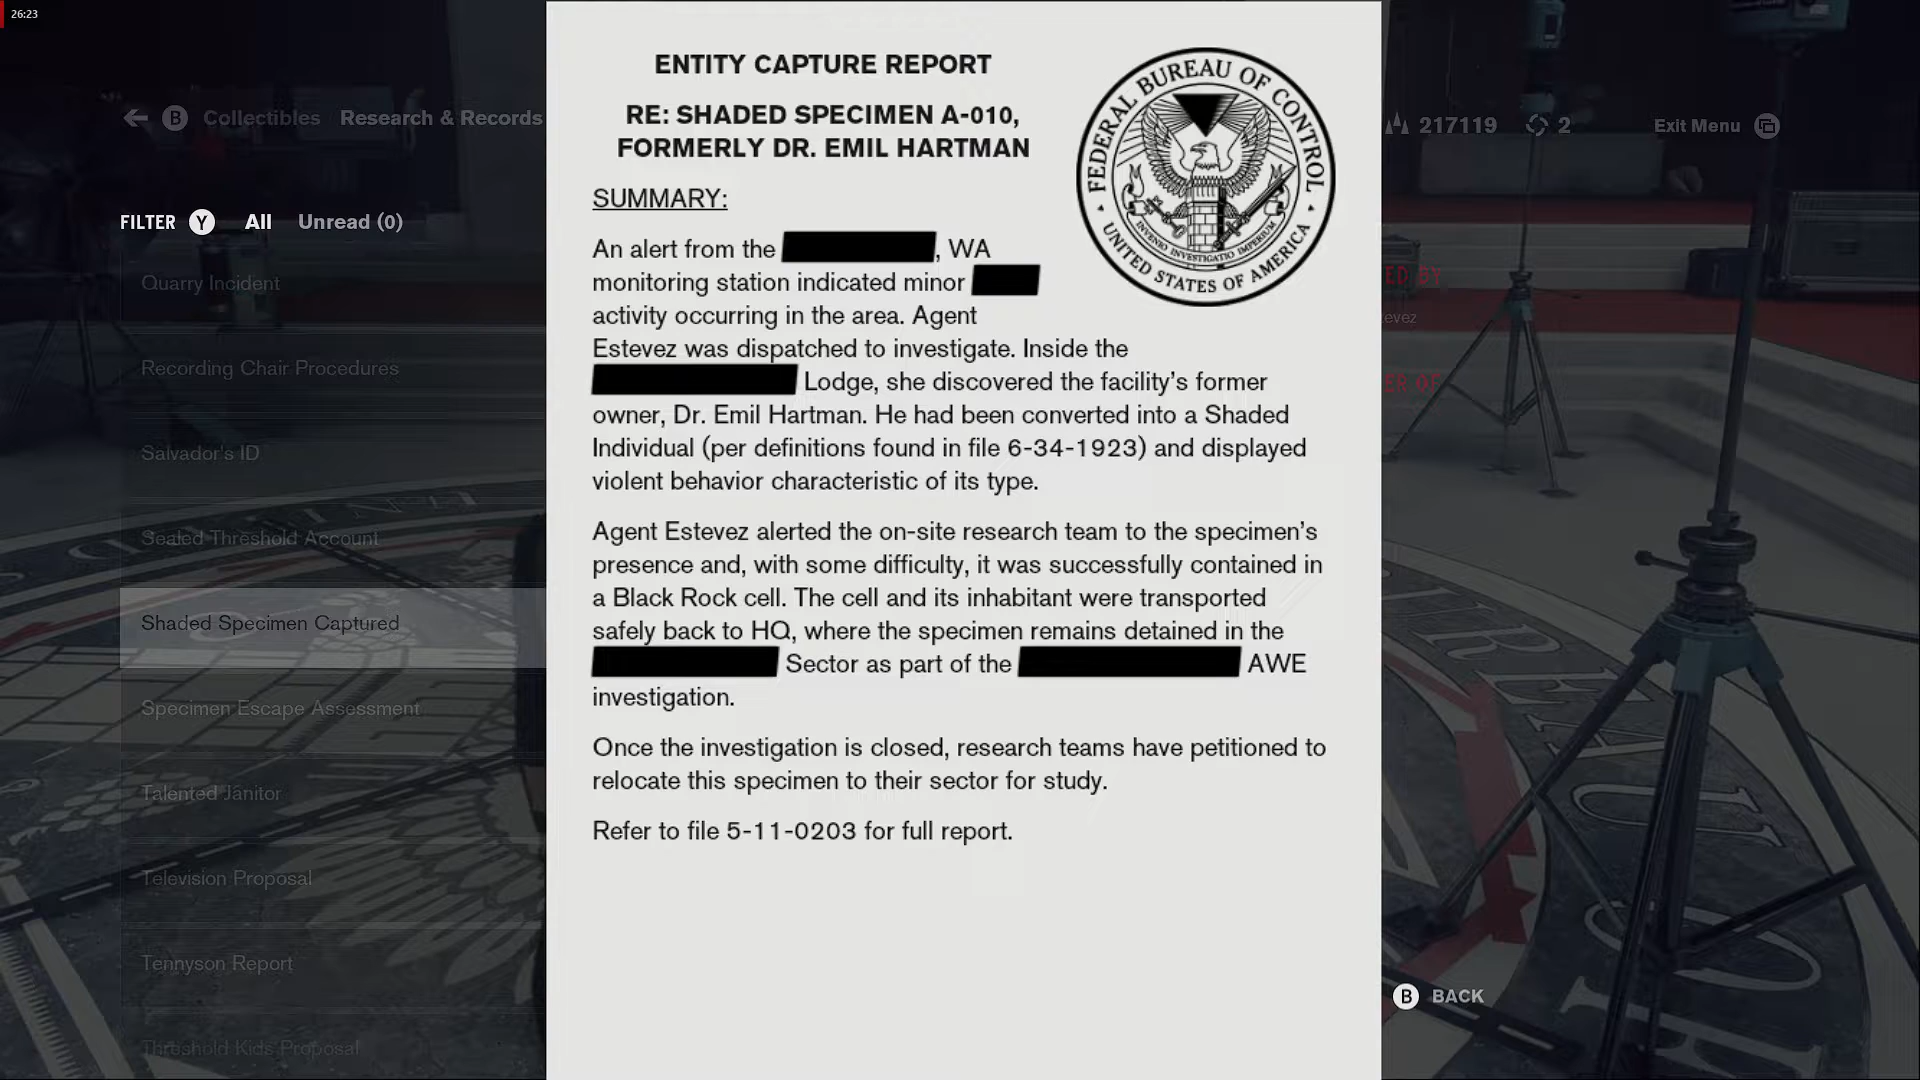 26:23
Collectibles Research & Records
B
217119
2
Exit Menu
FILTER Y All Unread (0)
Quarry Incident
Recording Chair Procedures
Salvador's ID
Sealed Threshold Account
Shaded Specimen Captured
Specimen Escape Assessment
Talented Janitor
Television Proposal
Tennyson Report
Threshold Kids Proposal
ENTITY CAPTURE REPORT
RE: SHADED SPECIMEN A-010,
FORMERLY DR. EMIL HARTMAN
FEDERAL BUREAU OF CONTROL
INVENIO INVESTIGATIO IMPERIUM
UNITED STATES OF AMERICA
SUMMARY:
An alert from the , WA
monitoring station indicated minor
activity occurring in the area. Agent
Estevez was dispatched to investigate. Inside the
Lodge, she discovered the facility's former
owner, Dr. Emil Hartman. He had been converted into a Shaded
Individual (per definitions found in file 6-34-1923) and displayed
violent behavior characteristic of its type.
Agent Estevez alerted the on-site research team to the specimen's
presence and, with some difficulty, it was successfully contained in
a Black Rock cell. The cell and its inhabitant were transported
safely back to HQ, where the specimen remains detained in the
Sector as part of the AWE
investigation.
Once the investigation is closed, research teams have petitioned to
relocate this specimen to their sector for study.
Refer to file 5-11-0203 for full report.
ED BY
evez
ER OF
B BACK